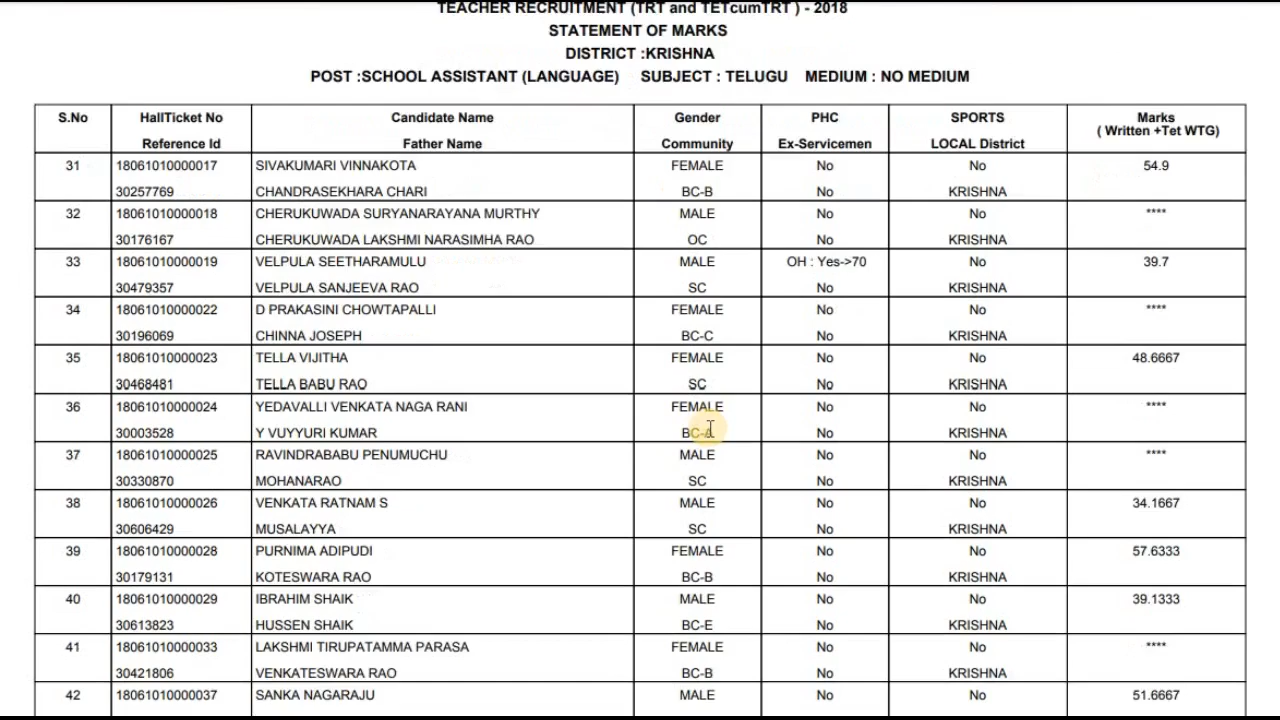 TEACHER RECRUITMENT (TRT and TETcumTRT ) - 2018
STATEMENT OF MARKS
DISTRICT :KRISHNA
POST :SCHOOL ASSISTANT (LANGUAGE) SUBJECT : TELUGU MEDIUM : NO MEDIUM
S.No HallTicket No Candidate Name Gender PHC SPORTS Marks
( Written +Tet WTG)
Reference Id Father Name Community Ex-Servicemen LOCAL District
31 18061010000017 SIVAKUMARI VINNAKOTA FEMALE No No 54.9
30257769 CHANDRASEKHARA CHARI BC-B No KRISHNA
32 18061010000018 CHERUKUWADA SURYANARAYANA MURTHY MALE No No ****
30176167 CHERUKUWADA LAKSHMI NARASIMHA RAO OC No KRISHNA
33 18061010000019 VELPULA SEETHARAMULU MALE OH : Yes->70 No 39.7
30479357 VELPULA SANJEEVA RAO SC No KRISHNA
34 18061010000022 D PRAKASINI CHOWTAPALLI FEMALE No No ****
30196069 CHINNA JOSEPH BC-C No KRISHNA
35 18061010000023 TELLA VIJITHA FEMALE No No 48.6667
30468481 TELLA BABU RAO SC No KRISHNA
36 18061010000024 YEDAVALLI VENKATA NAGA RANI FEMALE No No ****
30003528 Y VUYYURI KUMAR BC-A No KRISHNA
37 18061010000025 RAVINDRABABU PENUMUCHU MALE No No ****
30330870 MOHANARAO SC No KRISHNA
38 18061010000026 VENKATA RATNAM S MALE No No 34.1667
30606429 MUSALAYYA SC No KRISHNA
39 18061010000028 PURNIMA ADIPUDI FEMALE No No 57.6333
30179131 KOTESWARA RAO BC-B No KRISHNA
40 18061010000029 IBRAHIM SHAIK MALE No No 39.1333
30613823 HUSSEN SHAIK BC-E No KRISHNA
41 18061010000033 LAKSHMI TIRUPATAMMA PARASA FEMALE No No ****
30421806 VENKATESWARA RAO BC-B No KRISHNA
42 18061010000037 SANKA NAGARAJU MALE No No 51.6667